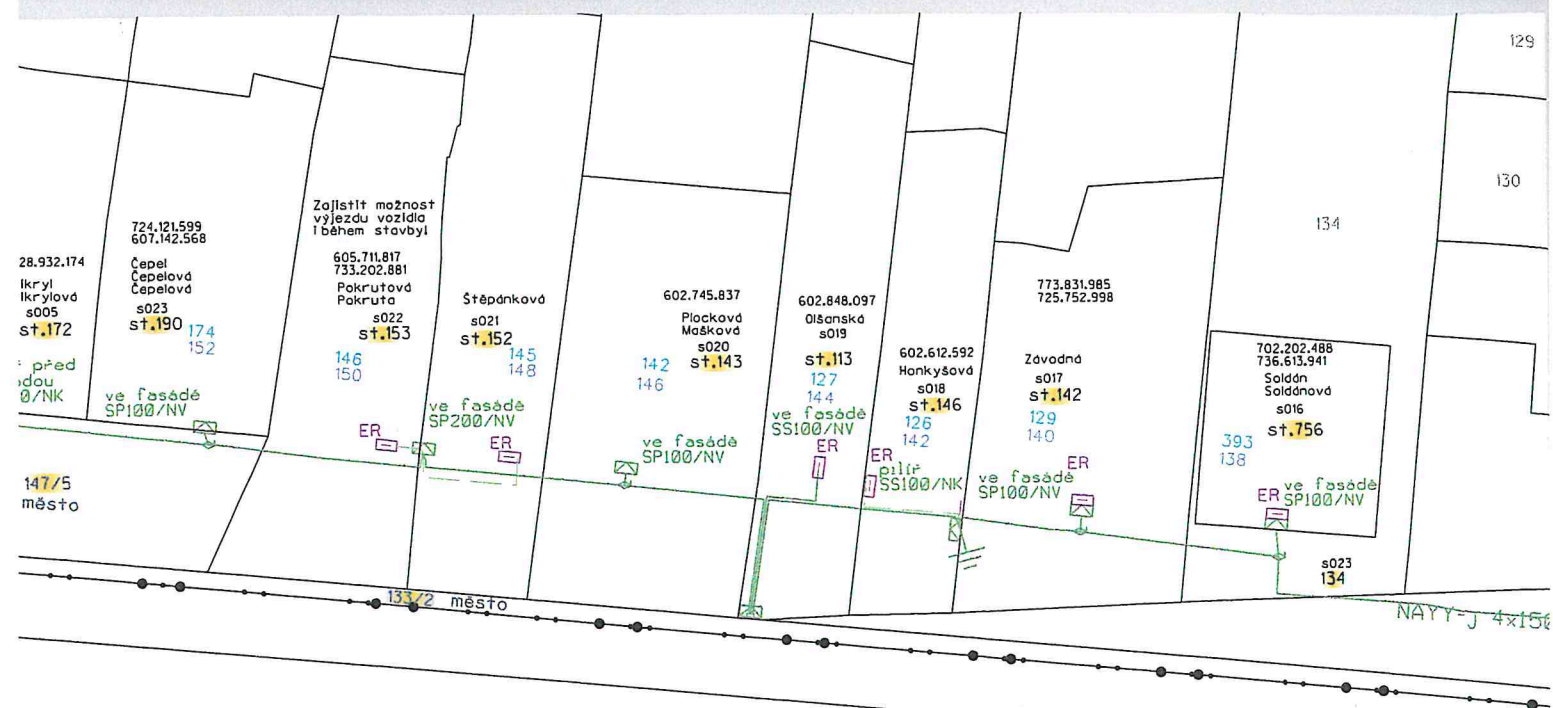 129
130
134
28.932.174
Ikryl
Ikrylová
s005
st.172
před
0/NK
724.121.599
607.142.568
Čepel
Čepelová
Čepelová
s023
st.190
174
152
ve fasádě
SP100/NV
147/5
město
Zajistit možnost
výjezdu vozidla
i během stavby!
605.711.817
733.202.881
Pokrutová
Pokruta
s022
st.153
146
150
ER
Štěpánková
s021
st.152
145
148
ve fasádě
SP200/NV
ER
602.745.837
Plocková
Mašková
s020
st.143
142
146
ve fasádě
SP100/NV
602.848.097
Olšanská
s019
st.113
127
144
ve fasádě
SS100/NV
ER
602.612.592
Honkyšová
s018
st.146
126
142
ER
pilíř
SS100/NK
773.831.985
725.752.998
Závodná
s017
st.142
129
140
ER
ve fasádě
SP100/NV
702.202.488
736.613.941
Soldán
Soldánová
s016
st.756
393
138
ER
ve fasádě
SP100/NV
s023
134
133/2 město
NAYY-J 4x150